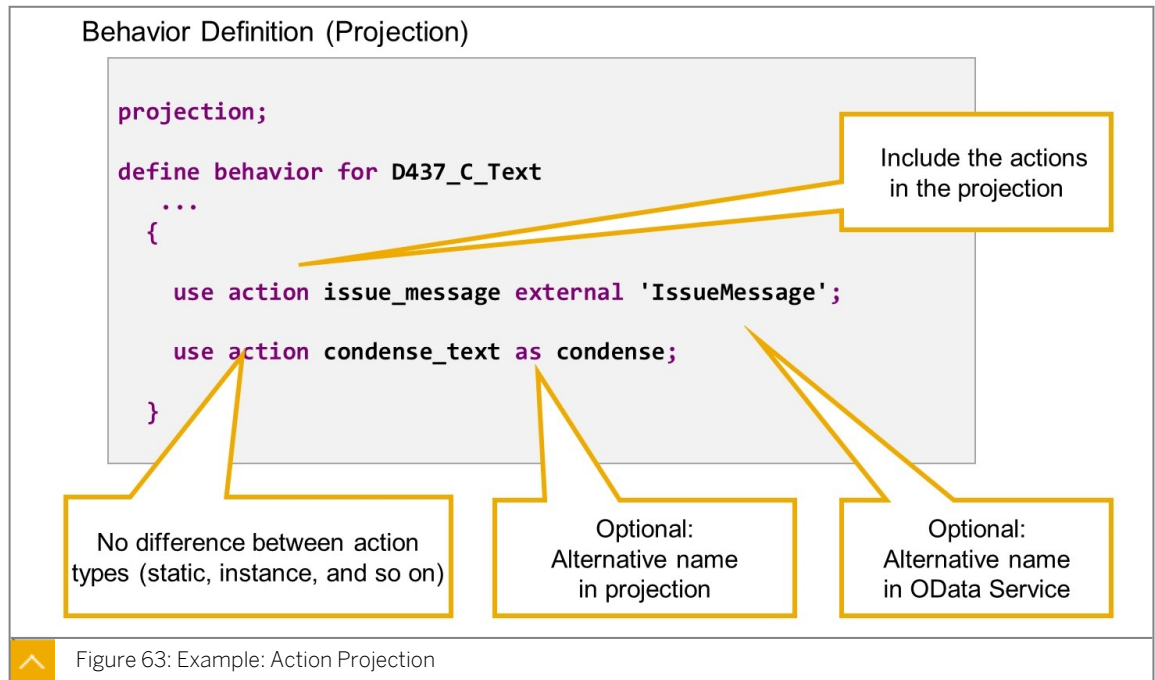 Behavior Definition (Projection)
projection;
define behavior for D437_C_Text
...
{
use action issue_message external 'IssueMessage';
use action condense_text as condense;
}
Include the actions
in the projection
No difference between action
types (static, instance, and so on)
Optional:
Alternative name
in projection
Optional:
Alternative name
in OData Service
Figure 63: Example: Action Projection